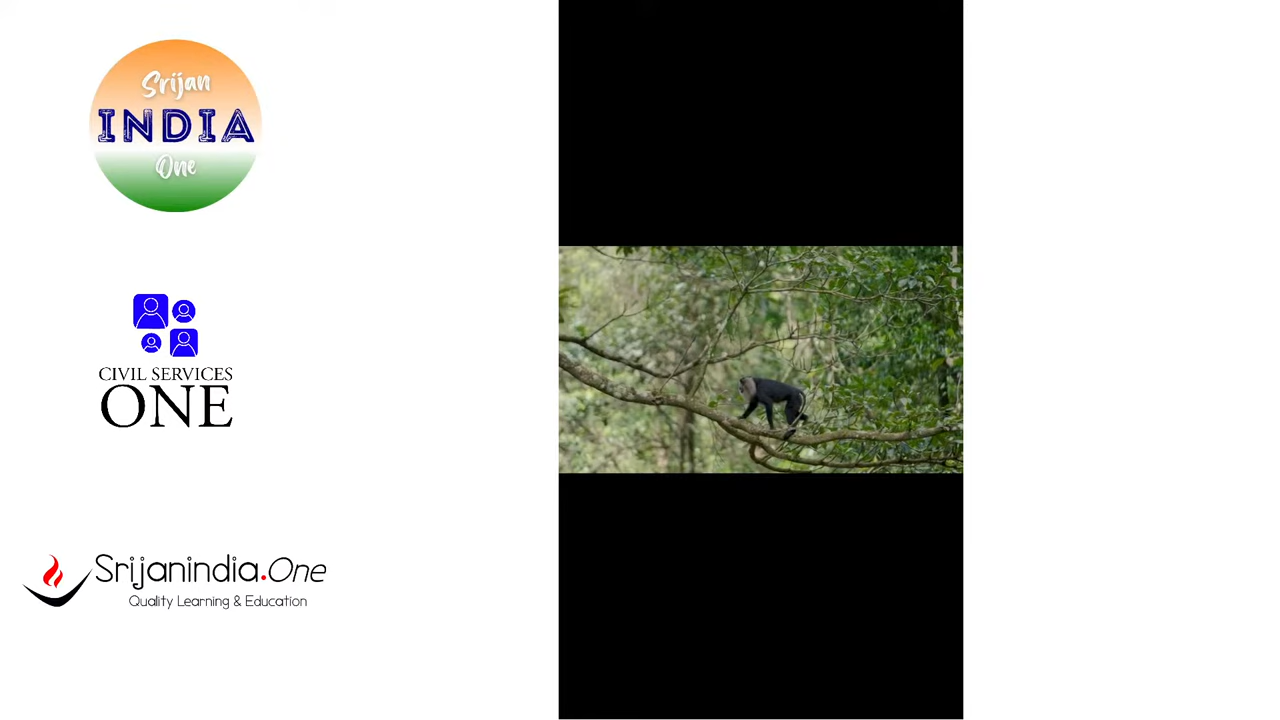 Srijan
INDIA
One
CIVIL SERVICES
ONE
Srijanindia.One
Quality Learning & Education